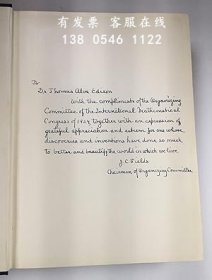 有发票 客服在线
138 0546 1122
To
Dr Thomas Alva Edison
With the compliments of the Organizing
Committee of the International Mathematical
Congress of 1924 together with an expression of
grateful appreciation and esteem for one whose
discoveries and inventions have done so much
to better and beautify the world in which we live.
J.C. Fields
Chairman of Organizing Committee